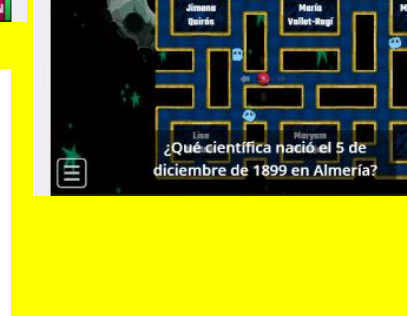 Jimena
Quirós
María
Vallet-Regí
Lise
Maryam
¿Qué científica nació el 5 de
diciembre de 1899 en Almería?